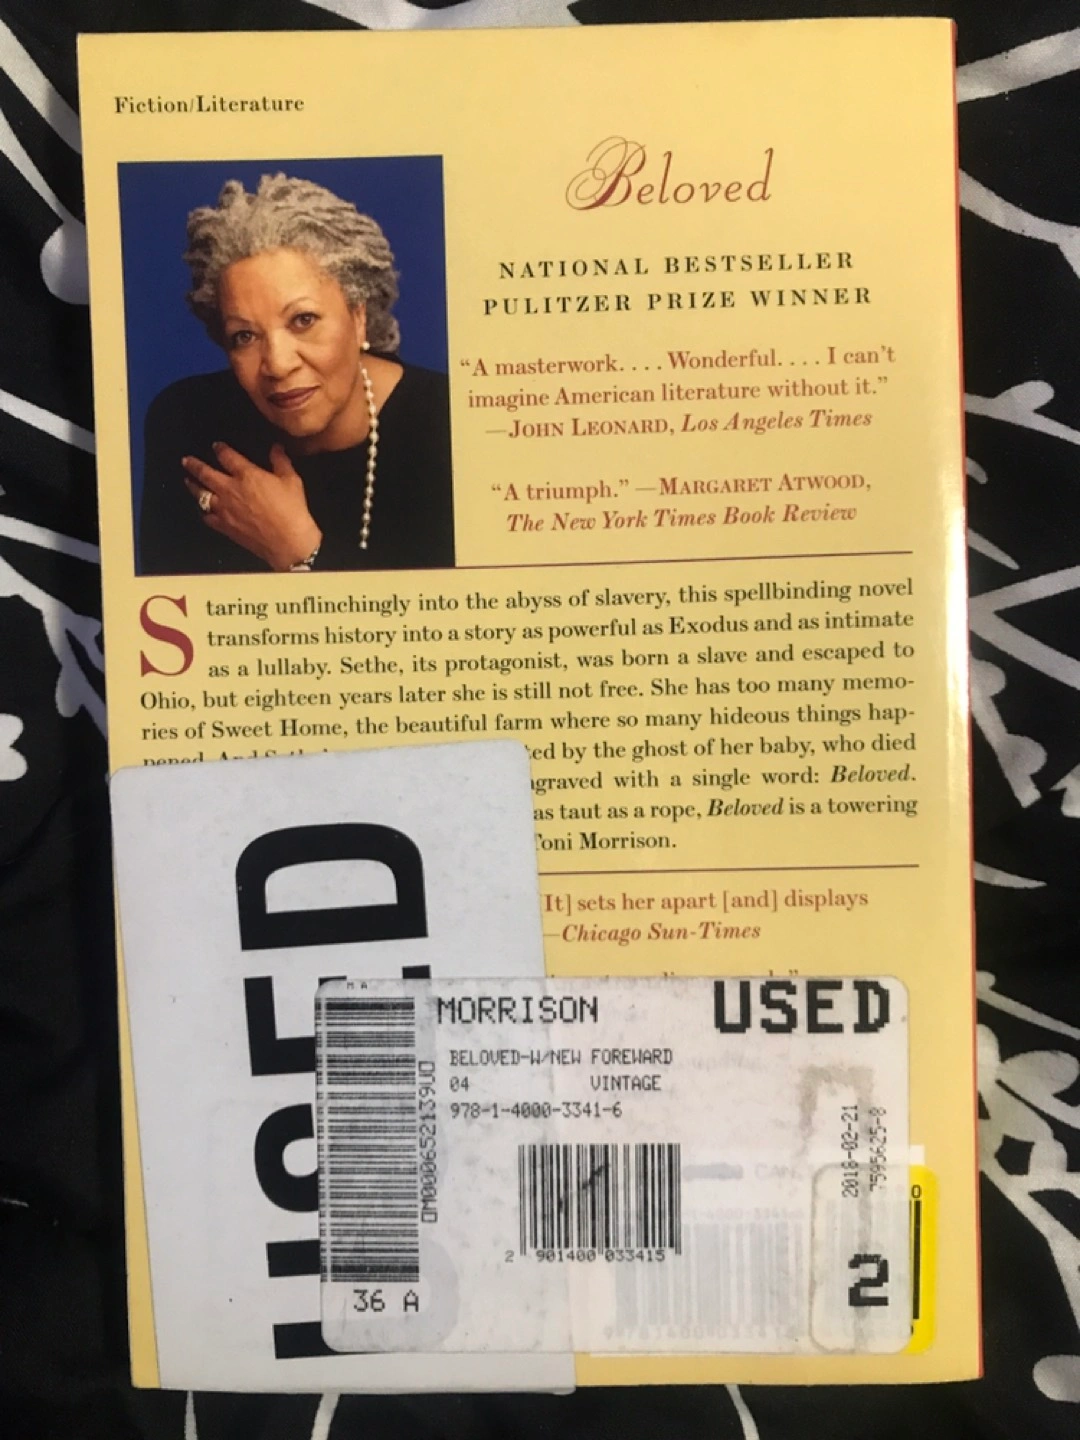 Fiction/Literature
Beloved
NATIONAL BESTSELLER
PULITZER PRIZE WINNER
“A masterwork. . . . Wonderful. . . . I can’t
imagine American literature without it.”
—JOHN LEONARD, Los Angeles Times
“A triumph.” —MARGARET ATWOOD,
The New York Times Book Review
Staring unflinchingly into the abyss of slavery, this spellbinding novel
transforms history into a story as powerful as Exodus and as intimate
as a lullaby. Sethe, its protagonist, was born a slave and escaped to
Ohio, but eighteen years later she is still not free. She has too many memo-
ries of Sweet Home, the beautiful farm where so many hideous things hap-
pened. And by the ghost of her baby, who died
with a single word: Beloved.
as taut as a rope, Beloved is a towering
Toni Morrison.
[It] sets her apart [and] displays
—Chicago Sun-Times
USED
MORRISON
USED
BELOVED-W/NEW FOREWARD
04 VINTAGE
978-1-4000-3341-6
2 901400 033415
36 A
2018-02-21
7595625-8
2